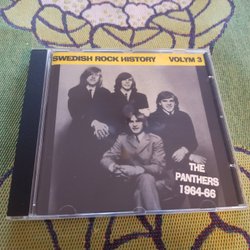 SWEDISH ROCK HISTORY VOLYM 3
THE
PANTHERS
1964-66